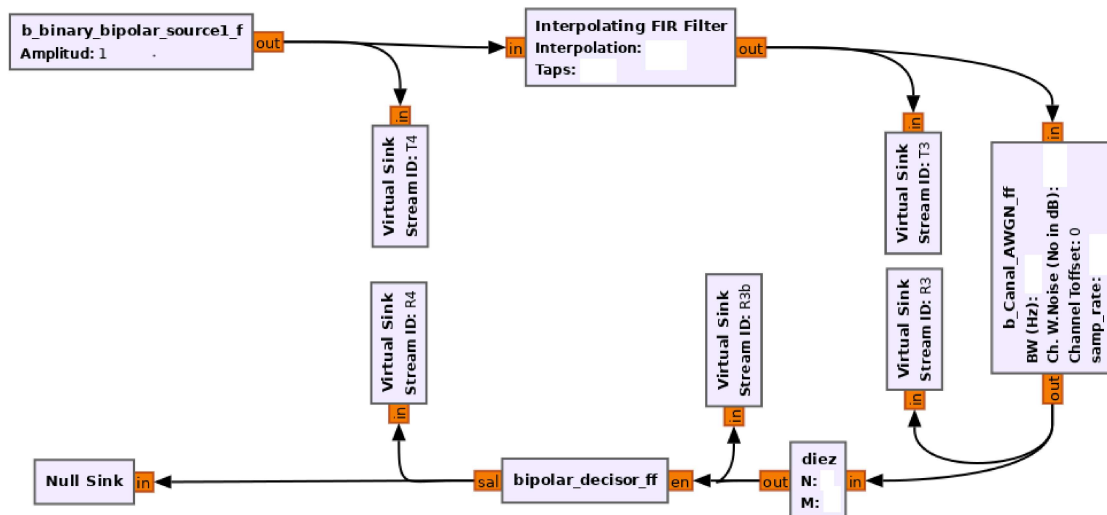 b_binary_bipolar_source1_f
Amplitud: 1
out
in
Interpolating FIR Filter
Interpolation:
Taps:
out
in
Virtual Sink
Stream ID: T4
in
Virtual Sink
Stream ID: T3
in
b_Canal_AWGN_ff
BW (Hz):
Ch. W.Noise (No in dB):
Channel Toffset: 0
samp_rate:
out
Virtual Sink
Stream ID: R4
in
Virtual Sink
Stream ID: R3b
in
Virtual Sink
Stream ID: R3
in
Null Sink
in
sal
bipolar_decisor_ff
en
out
diez
N:
M:
in